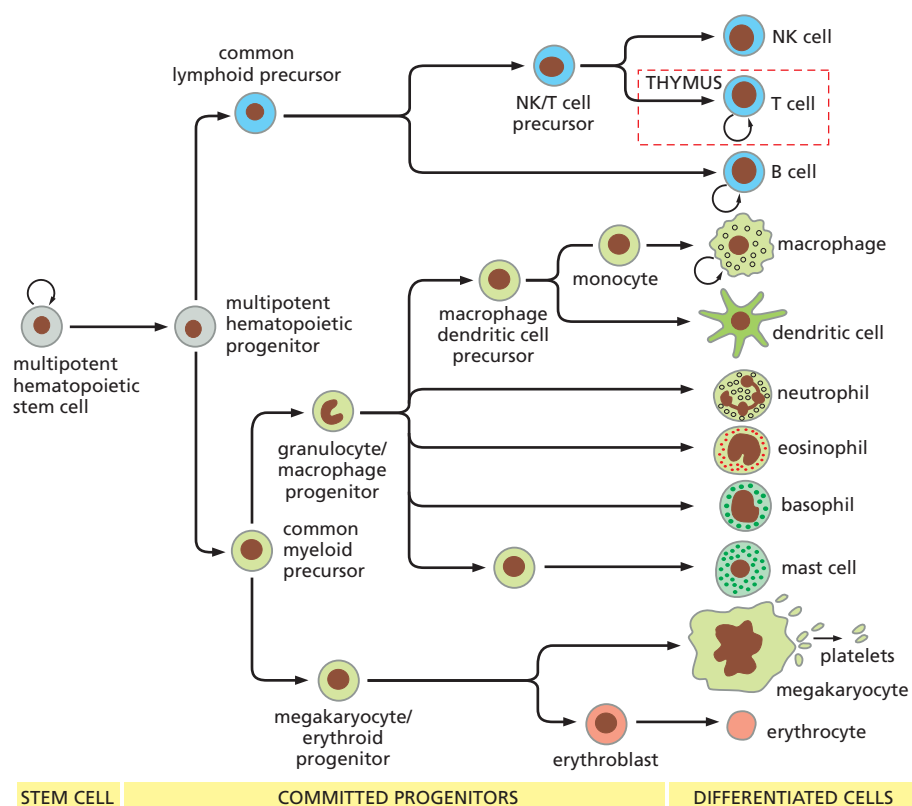 common
lymphoid precursor
NK cell
THYMUS
T cell
NK/T cell
precursor
B cell
macrophage
monocyte
multipotent
hematopoietic
progenitor
macrophage
dendritic cell
precursor
dendritic cell
multipotent
hematopoietic
stem cell
neutrophil
granulocyte/
macrophage
progenitor
eosinophil
basophil
common
myeloid
precursor
mast cell
platelets
megakaryocyte
megakaryocyte/
erythroid
progenitor
erythroblast
erythrocyte
STEM CELL
COMMITTED PROGENITORS
DIFFERENTIATED CELLS